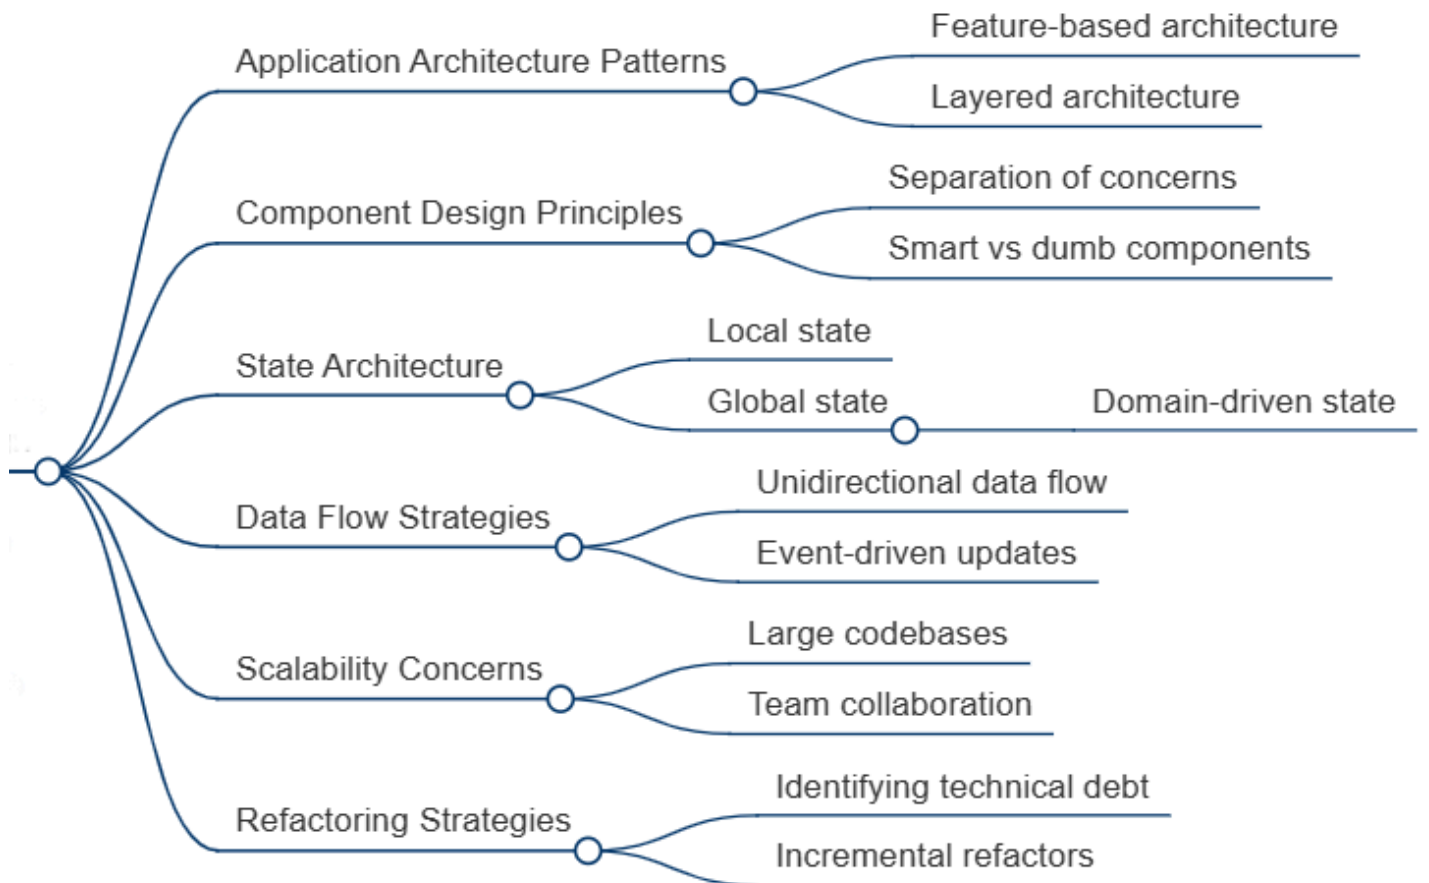 Application Architecture Patterns
Feature-based architecture
Layered architecture
Component Design Principles
Separation of concerns
Smart vs dumb components
State Architecture
Local state
Global state
Domain-driven state
Data Flow Strategies
Unidirectional data flow
Event-driven updates
Scalability Concerns
Large codebases
Team collaboration
Refactoring Strategies
Identifying technical debt
Incremental refactors